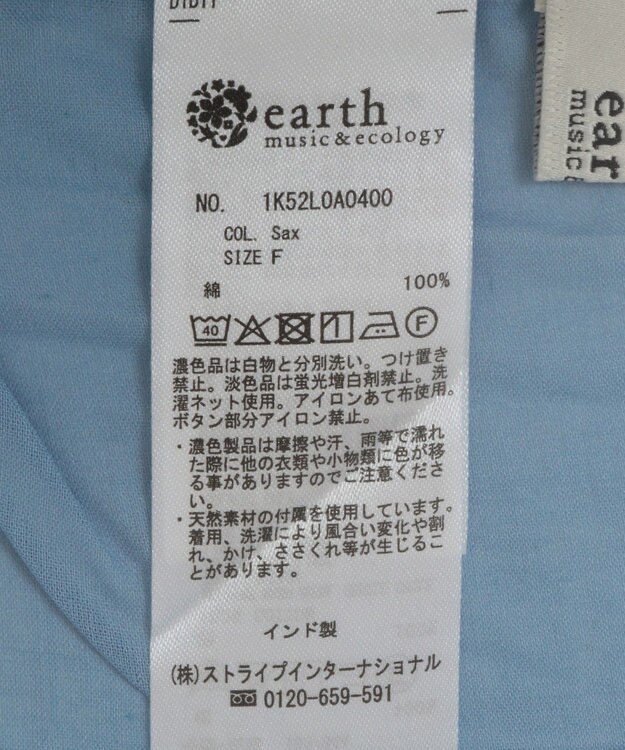 earth
music & ecology
NO. 1K52L0A0400
COL. Sax
SIZE F
綿 100%
40
F
濃色品は白物と分別洗い。つけ置き
禁止。淡色品は蛍光増白剤禁止。洗
濯ネット使用。アイロンあて布使用。
ボタン部分アイロン禁止。
・濃色製品は摩擦や汗、雨等で濡れ
た際に他の衣類や小物類に色が移
る事がありますのでご注意くださ
い。
・天然素材の付属を使用しています。
着用、洗濯により風合い変化や割
れ、かけ、ささくれ等が生じるこ
とがあります。
インド製
(株)ストライプインターナショナル
0120-659-591
ear
music